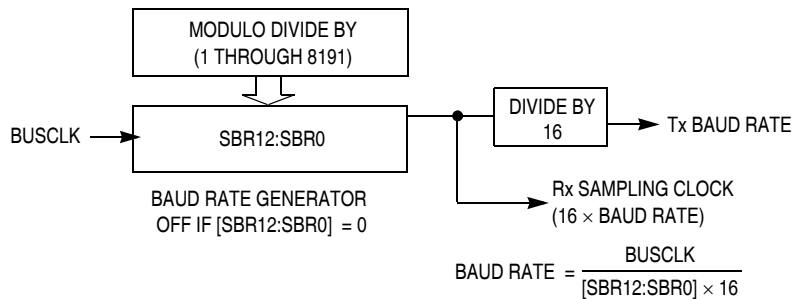 MODULO DIVIDE BY
(1 THROUGH 8191)
BUSCLK
SBR12:SBR0
DIVIDE BY
16
Tx BAUD RATE
BAUD RATE GENERATOR
OFF IF [SBR12:SBR0] = 0
Rx SAMPLING CLOCK
(16 × BAUD RATE)
BAUD RATE =
BUSCLK
[SBR12:SBR0] × 16